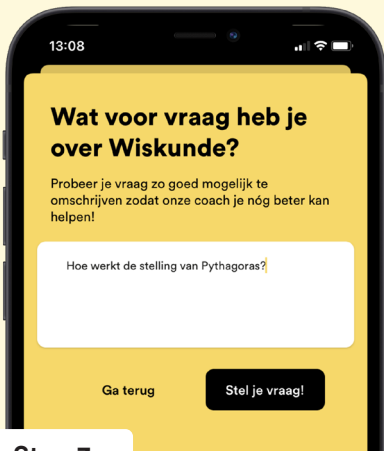 13:08
Wat voor vraag heb je
over Wiskunde?
Probeer je vraag zo goed mogelijk te
omschrijven zodat onze coach je nóg beter kan
helpen!
Hoe werkt de stelling van Pythagoras?
Ga terug
Stel je vraag!